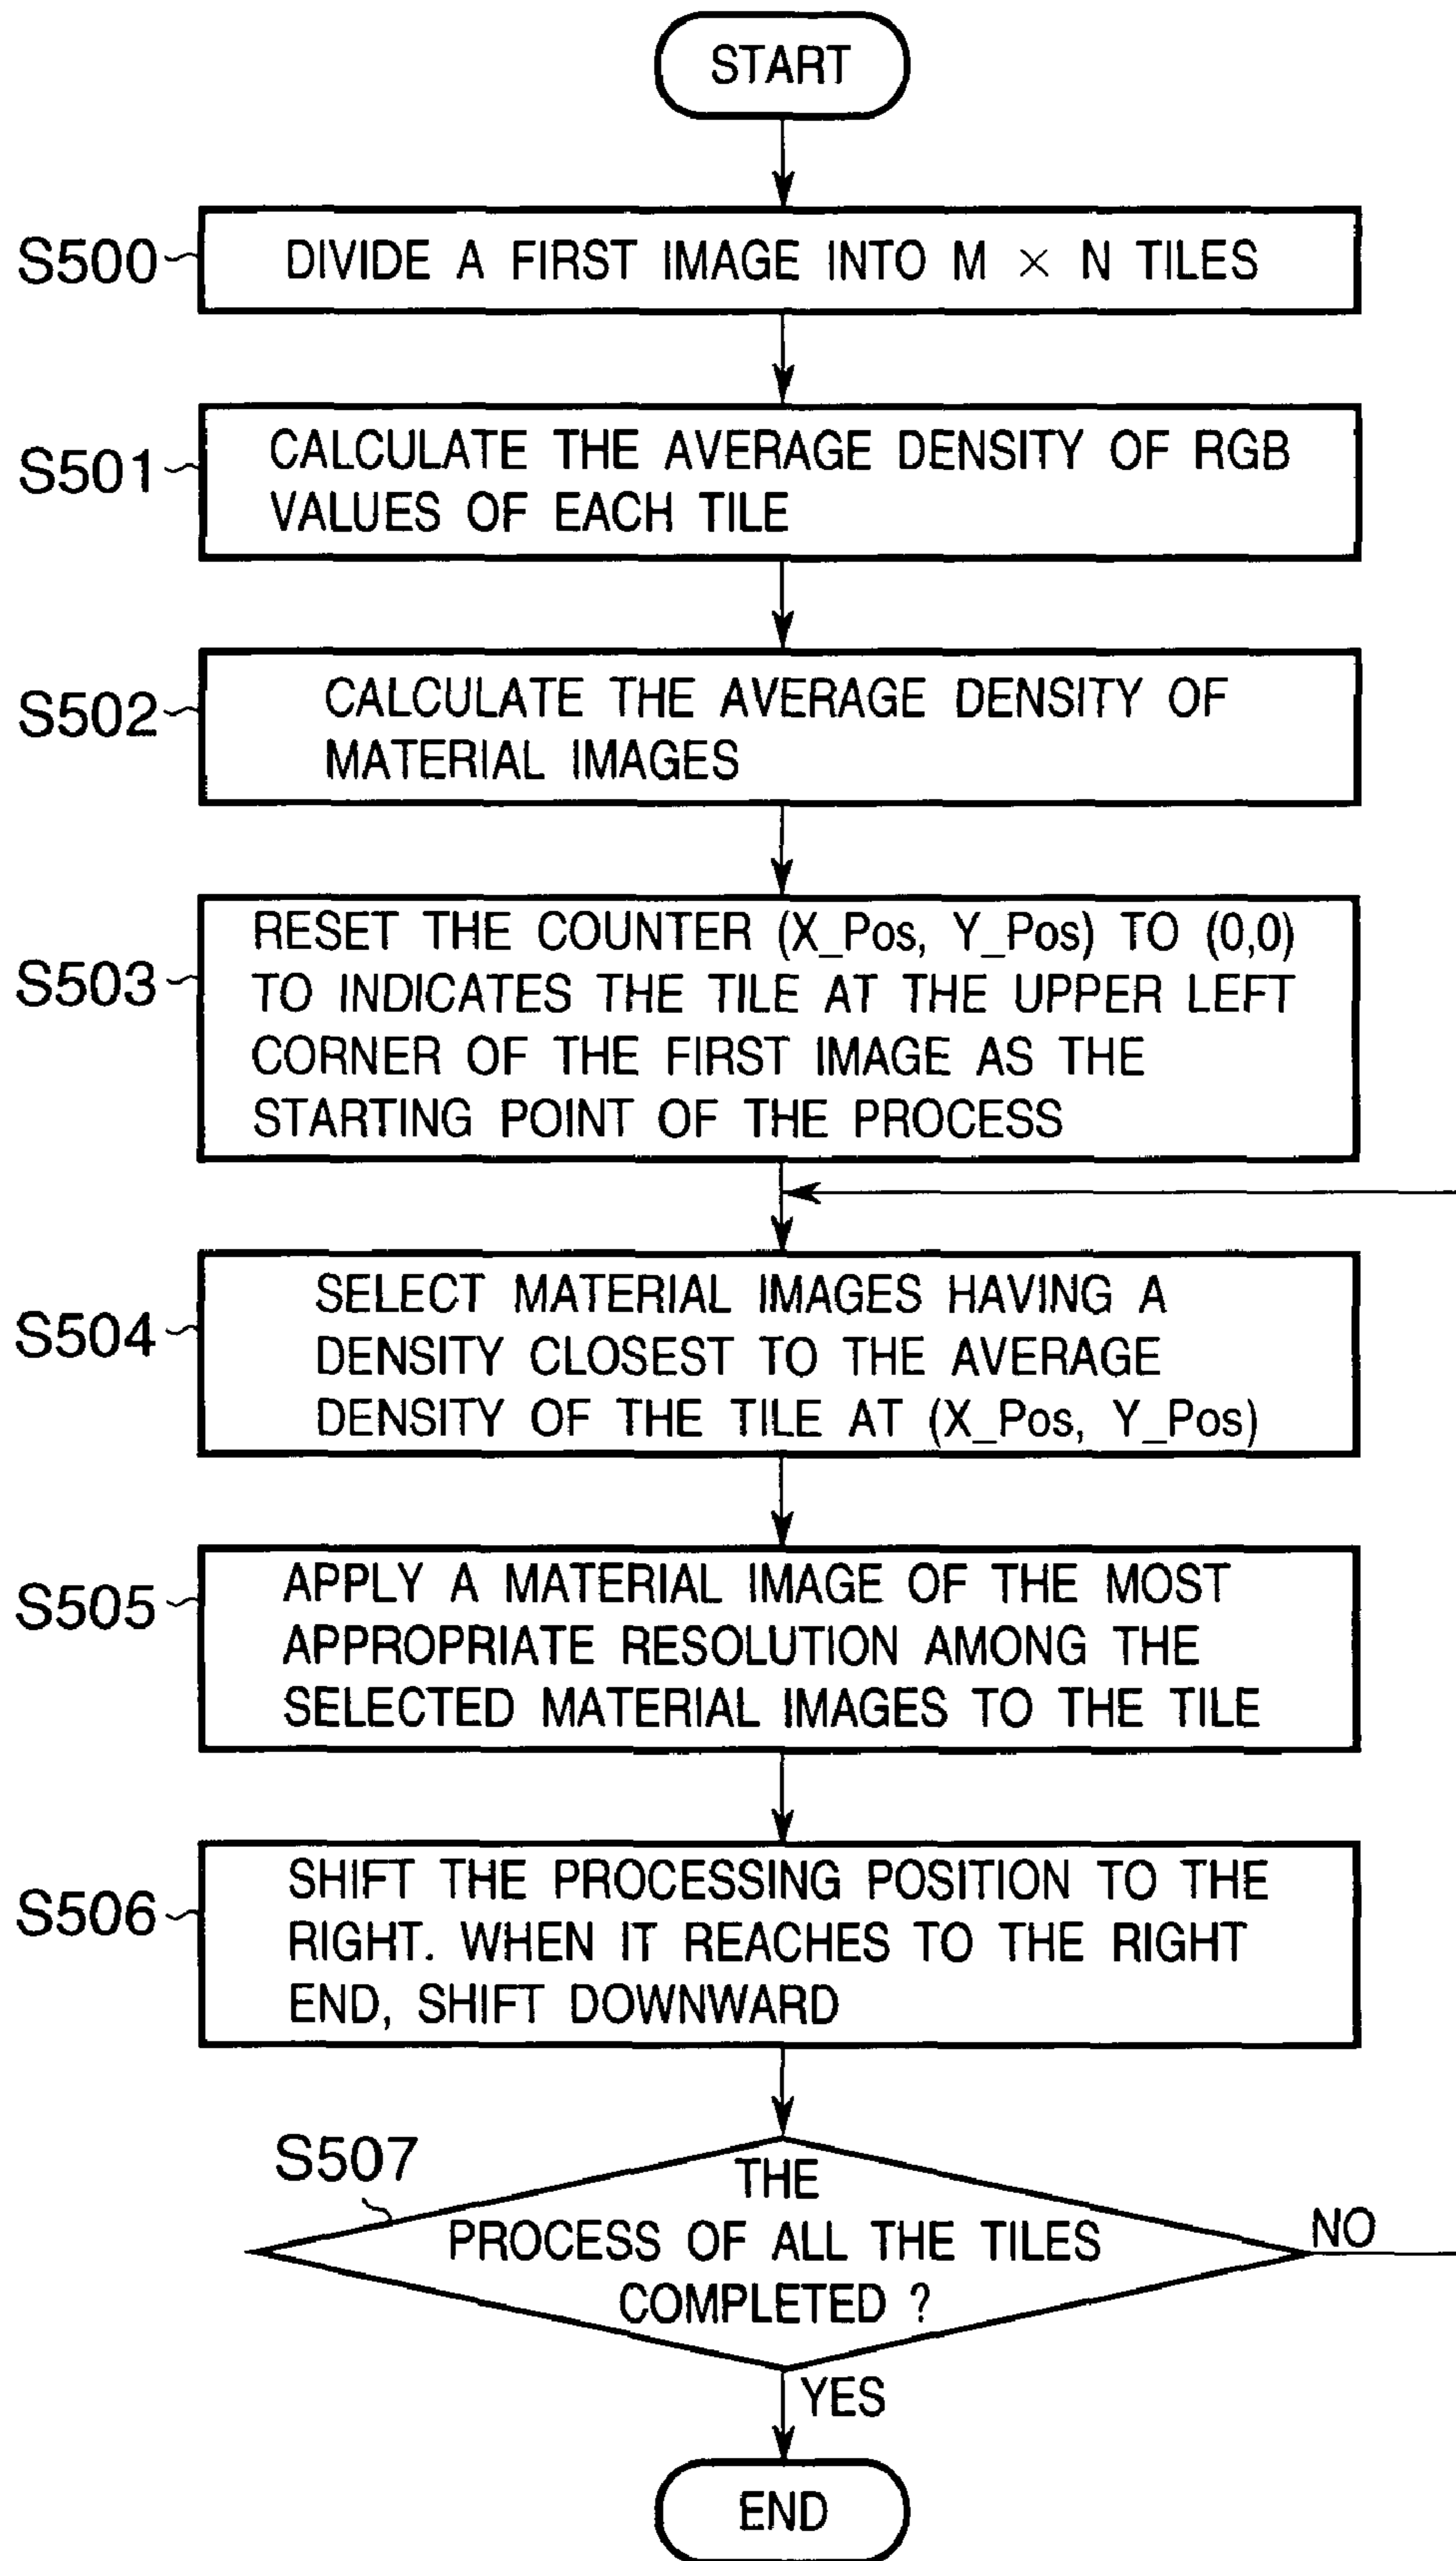 START
S500
DIVIDE A FIRST IMAGE INTO M × N TILES
S501
CALCULATE THE AVERAGE DENSITY OF RGB
VALUES OF EACH TILE
S502
CALCULATE THE AVERAGE DENSITY OF
MATERIAL IMAGES
S503
RESET THE COUNTER (X_Pos, Y_Pos) TO (0,0)
TO INDICATES THE TILE AT THE UPPER LEFT
CORNER OF THE FIRST IMAGE AS THE
STARTING POINT OF THE PROCESS
S504
SELECT MATERIAL IMAGES HAVING A
DENSITY CLOSEST TO THE AVERAGE
DENSITY OF THE TILE AT (X_Pos, Y_Pos)
S505
APPLY A MATERIAL IMAGE OF THE MOST
APPROPRIATE RESOLUTION AMONG THE
SELECTED MATERIAL IMAGES TO THE TILE
S506
SHIFT THE PROCESSING POSITION TO THE
RIGHT. WHEN IT REACHES TO THE RIGHT
END, SHIFT DOWNWARD
S507
THE
PROCESS OF ALL THE TILES
COMPLETED ?
NO
YES
END